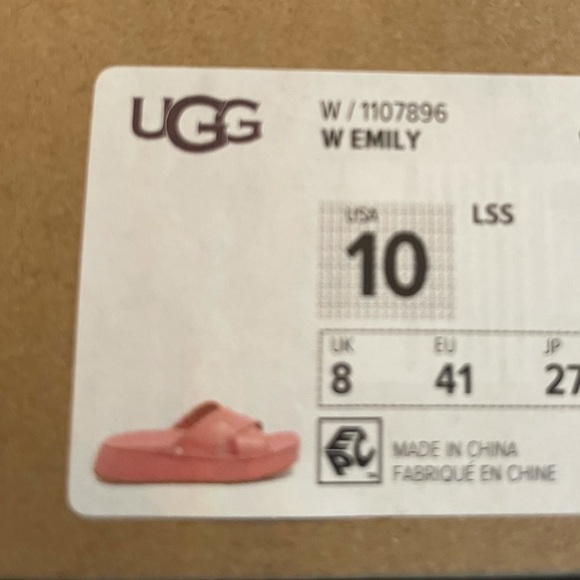 UGG
W / 1107896
W EMILY
USA
10
LSS
UK EU JP
8 41 27
MADE IN CHINA
FABRIQUÉ EN CHINE